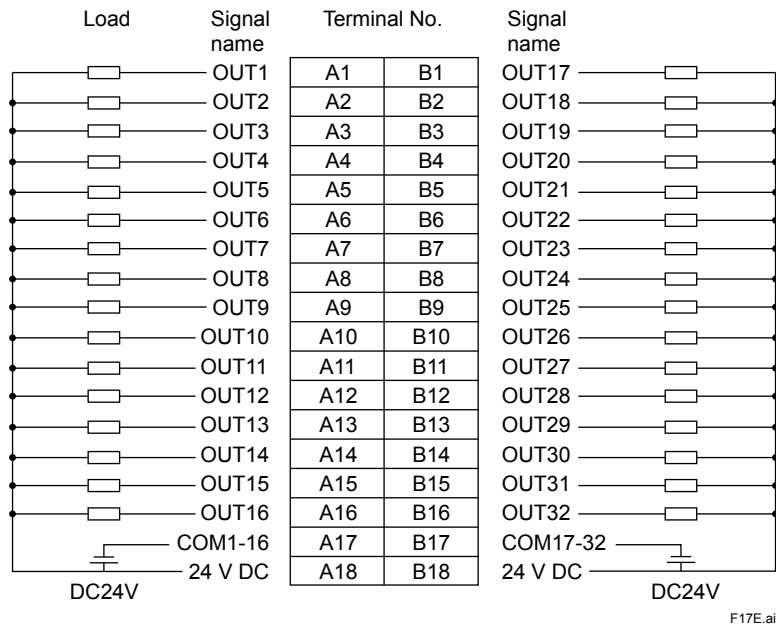 Load Signal name Terminal No. Signal name
OUT1 A1 B1 OUT17
OUT2 A2 B2 OUT18
OUT3 A3 B3 OUT19
OUT4 A4 B4 OUT20
OUT5 A5 B5 OUT21
OUT6 A6 B6 OUT22
OUT7 A7 B7 OUT23
OUT8 A8 B8 OUT24
OUT9 A9 B9 OUT25
OUT10 A10 B10 OUT26
OUT11 A11 B11 OUT27
OUT12 A12 B12 OUT28
OUT13 A13 B13 OUT29
OUT14 A14 B14 OUT30
OUT15 A15 B15 OUT31
OUT16 A16 B16 OUT32
COM1-16 A17 B17 COM17-32
24 V DC A18 B18 24 V DC
DC24V DC24V
F17E.ai